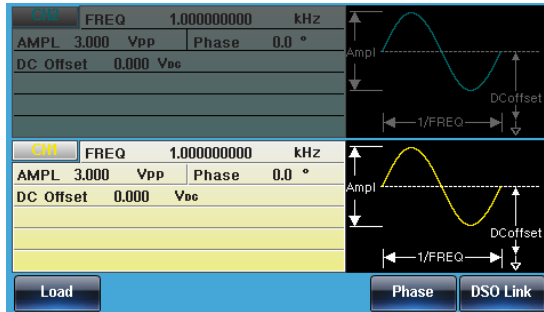 CH2 FREQ 1.000000000 kHz
AMPL 3.000 Vpp Phase 0.0 °
DC Offset 0.000 VDC
Ampl
DCoffset
1/FREQ
CH1 FREQ 1.000000000 kHz
AMPL 3.000 Vpp Phase 0.0 °
DC Offset 0.000 VDC
Ampl
DCoffset
1/FREQ
Load Phase DSO Link